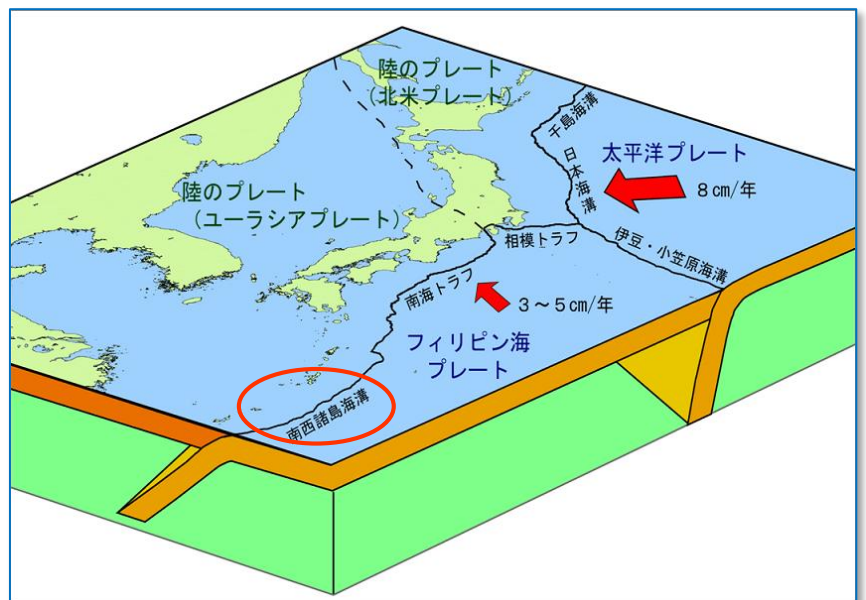 陸のプレート
（北米プレート）
千島海溝
太平洋プレート
日本海溝
8㎝/年
陸のプレート
（ユーラシアプレート）
相模トラフ
伊豆・小笠原海溝
南海トラフ
3～5㎝/年
フィリピン海
プレート
南西諸島海溝